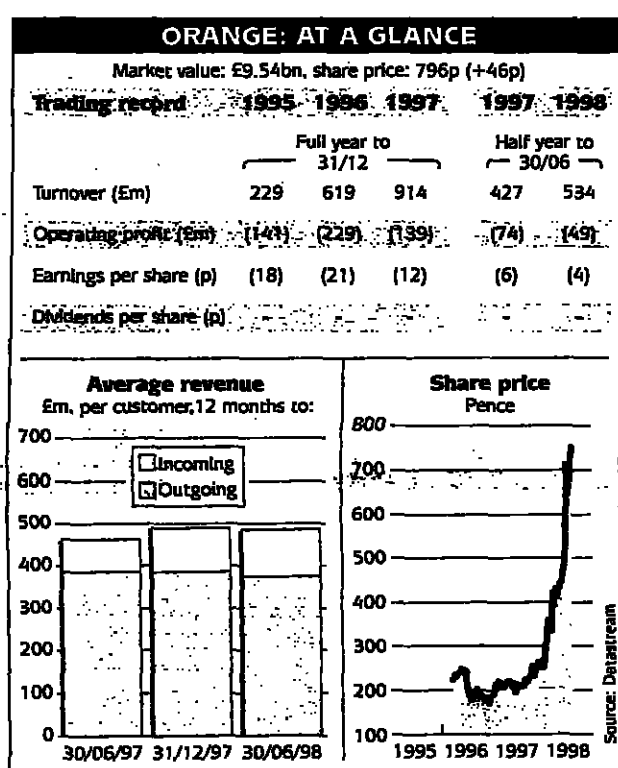 ORANGE: AT A GLANCE
Market value: £9.54bn, share price: 796p (+46p)
Trading record 1995 1996 1997 1997 1998
Full year to 31/12 Half year to 30/06
Turnover (£m) 229 619 914 427 534
Operating profit (£m) (141) (229) (139) (74) (49)
Earnings per share (p) (18) (21) (12) (6) (4)
Dividends per share (p) - - - - -
Average revenue
£m, per customer, 12 months to:
700
600
500
400
300
200
100
0
Incoming
Outgoing
30/06/97 31/12/97 30/06/98
Share price
Pence
800
700
600
500
400
300
200
100
1995 1996 1997 1998
Source: Datastream